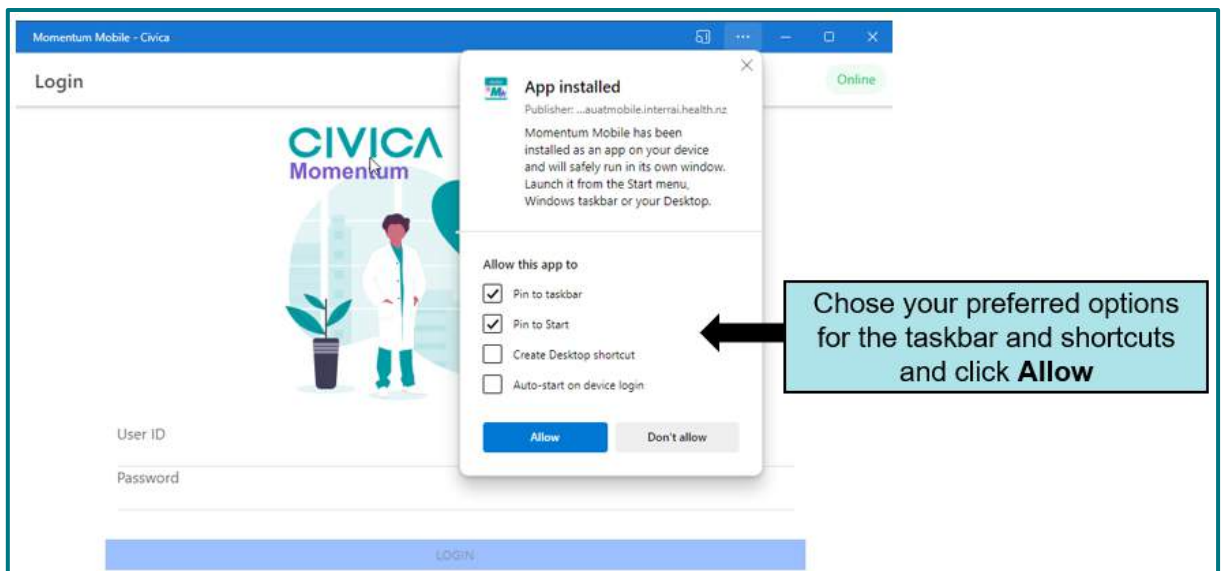 Momentum Mobile - Civica
Login
Online
CIVICA
Momentum
App installed
Publisher: ...auatmobile.interrai.health.nz
Momentum Mobile has been
installed as an app on your device
and will safely run in its own window.
Launch it from the Start menu,
Windows taskbar or your Desktop.
Allow this app to
Pin to taskbar
Pin to Start
Create Desktop shortcut
Auto-start on device login
Allow
Don't allow
Chose your preferred options
for the taskbar and shortcuts
and click Allow
User ID
Password
LOGIN